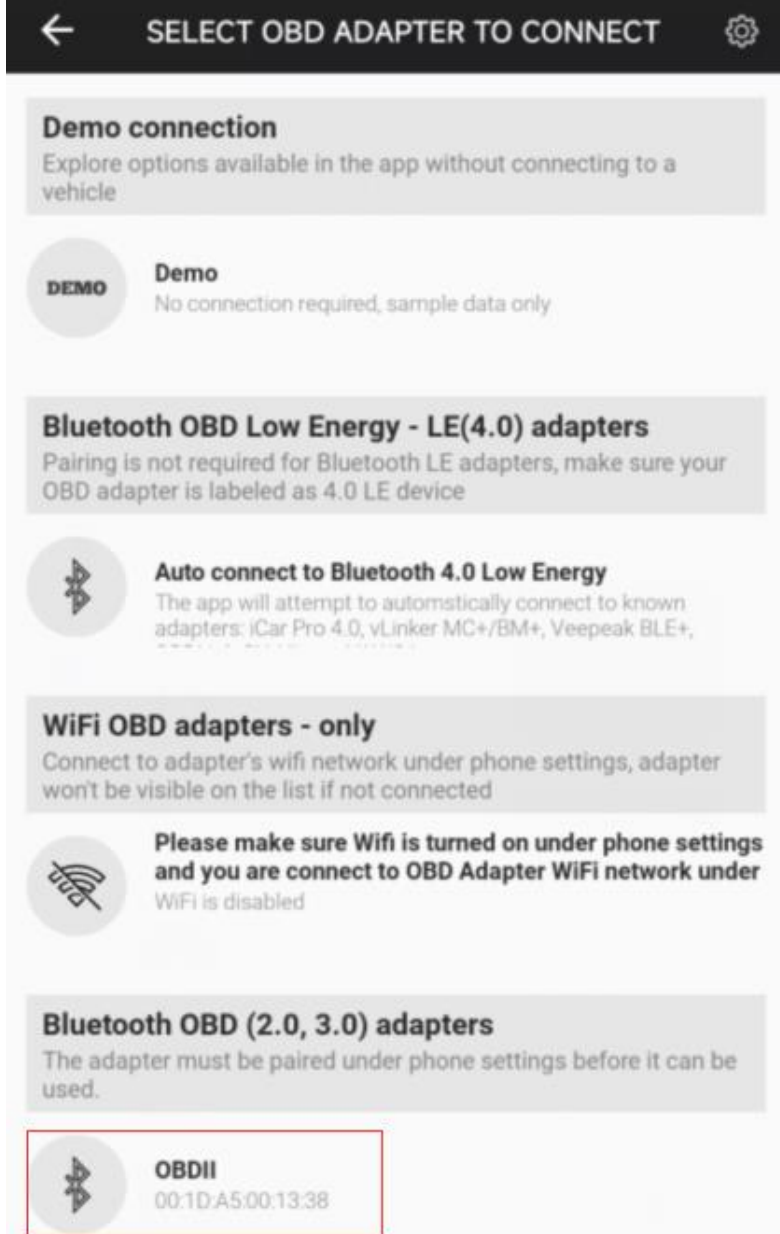 SELECT OBD ADAPTER TO CONNECT
Demo connection
Explore options available in the app without connecting to a
vehicle
DEMO
Demo
No connection required, sample data only
Bluetooth OBD Low Energy - LE(4.0) adapters
Pairing is not required for Bluetooth LE adapters, make sure your
OBD adapter is labeled as 4.0 LE device
Auto connect to Bluetooth 4.0 Low Energy
The app will attempt to automstically connect to known
adapters: iCar Pro 4.0, vLinker MC+/BM+, Veepeak BLE+,
WiFi OBD adapters - only
Connect to adapter's wifi network under phone settings, adapter
won't be visible on the list if not connected
Please make sure Wifi is turned on under phone settings
and you are connect to OBD Adapter WiFi network under
WiFi is disabled
Bluetooth OBD (2.0, 3.0) adapters
The adapter must be paired under phone settings before it can be
used.
OBDII
00:1D:A5:00:13:38